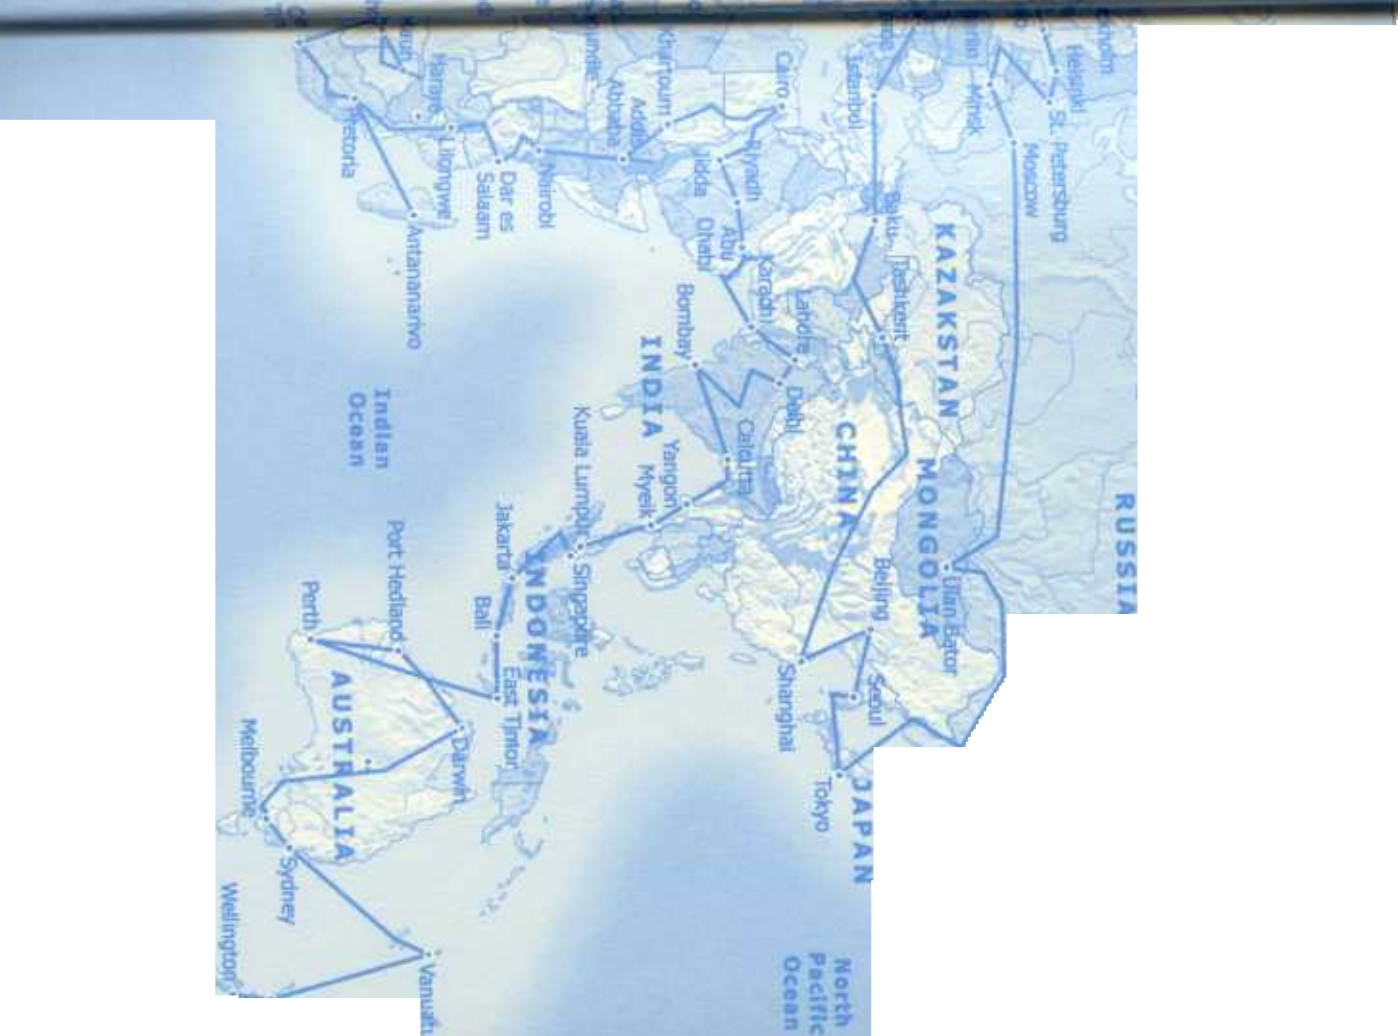 Helsinki
St. Petersburg
Moscow
Minsk
RUSSIA
KAZAKSTAN
MONGOLIA
Ulan Bator
Istanbul
Baku
Tashkent
CHINA
Beijing
Seoul
JAPAN
Tokyo
Shanghai
Cairo
Riyadh
Jidda
Abu
Dhabi
Karachi
Lahore
Delhi
Calcutta
Bombay
INDIA
Yangon
Myeik
Khartoum
Addis
Abbaba
Nairobi
Dar es
Salaam
Harare
Lilongwe
Pretoria
Antananarivo
Indian
Ocean
Kuala Lumpur
Singapore
INDONESIA
Jakarta
Bali
East Timor
Port Hedland
Perth
Darwin
AUSTRALIA
Melbourne
Sydney
Wellington
Vanuatu
North
Pacific
Ocean